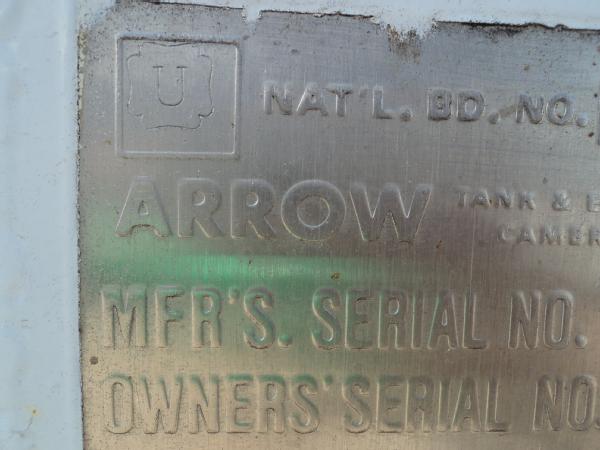 U
NAT'L. BD. NO.
ARROW TANK & E
CAMER
MFR'S. SERIAL NO.
OWNERS' SERIAL NO.